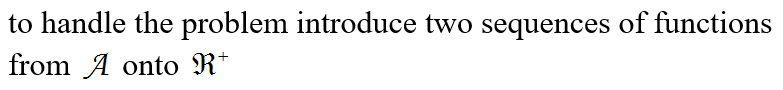 to handle the problem introduce two sequences of functions
from 𝒜 onto ℜ⁺